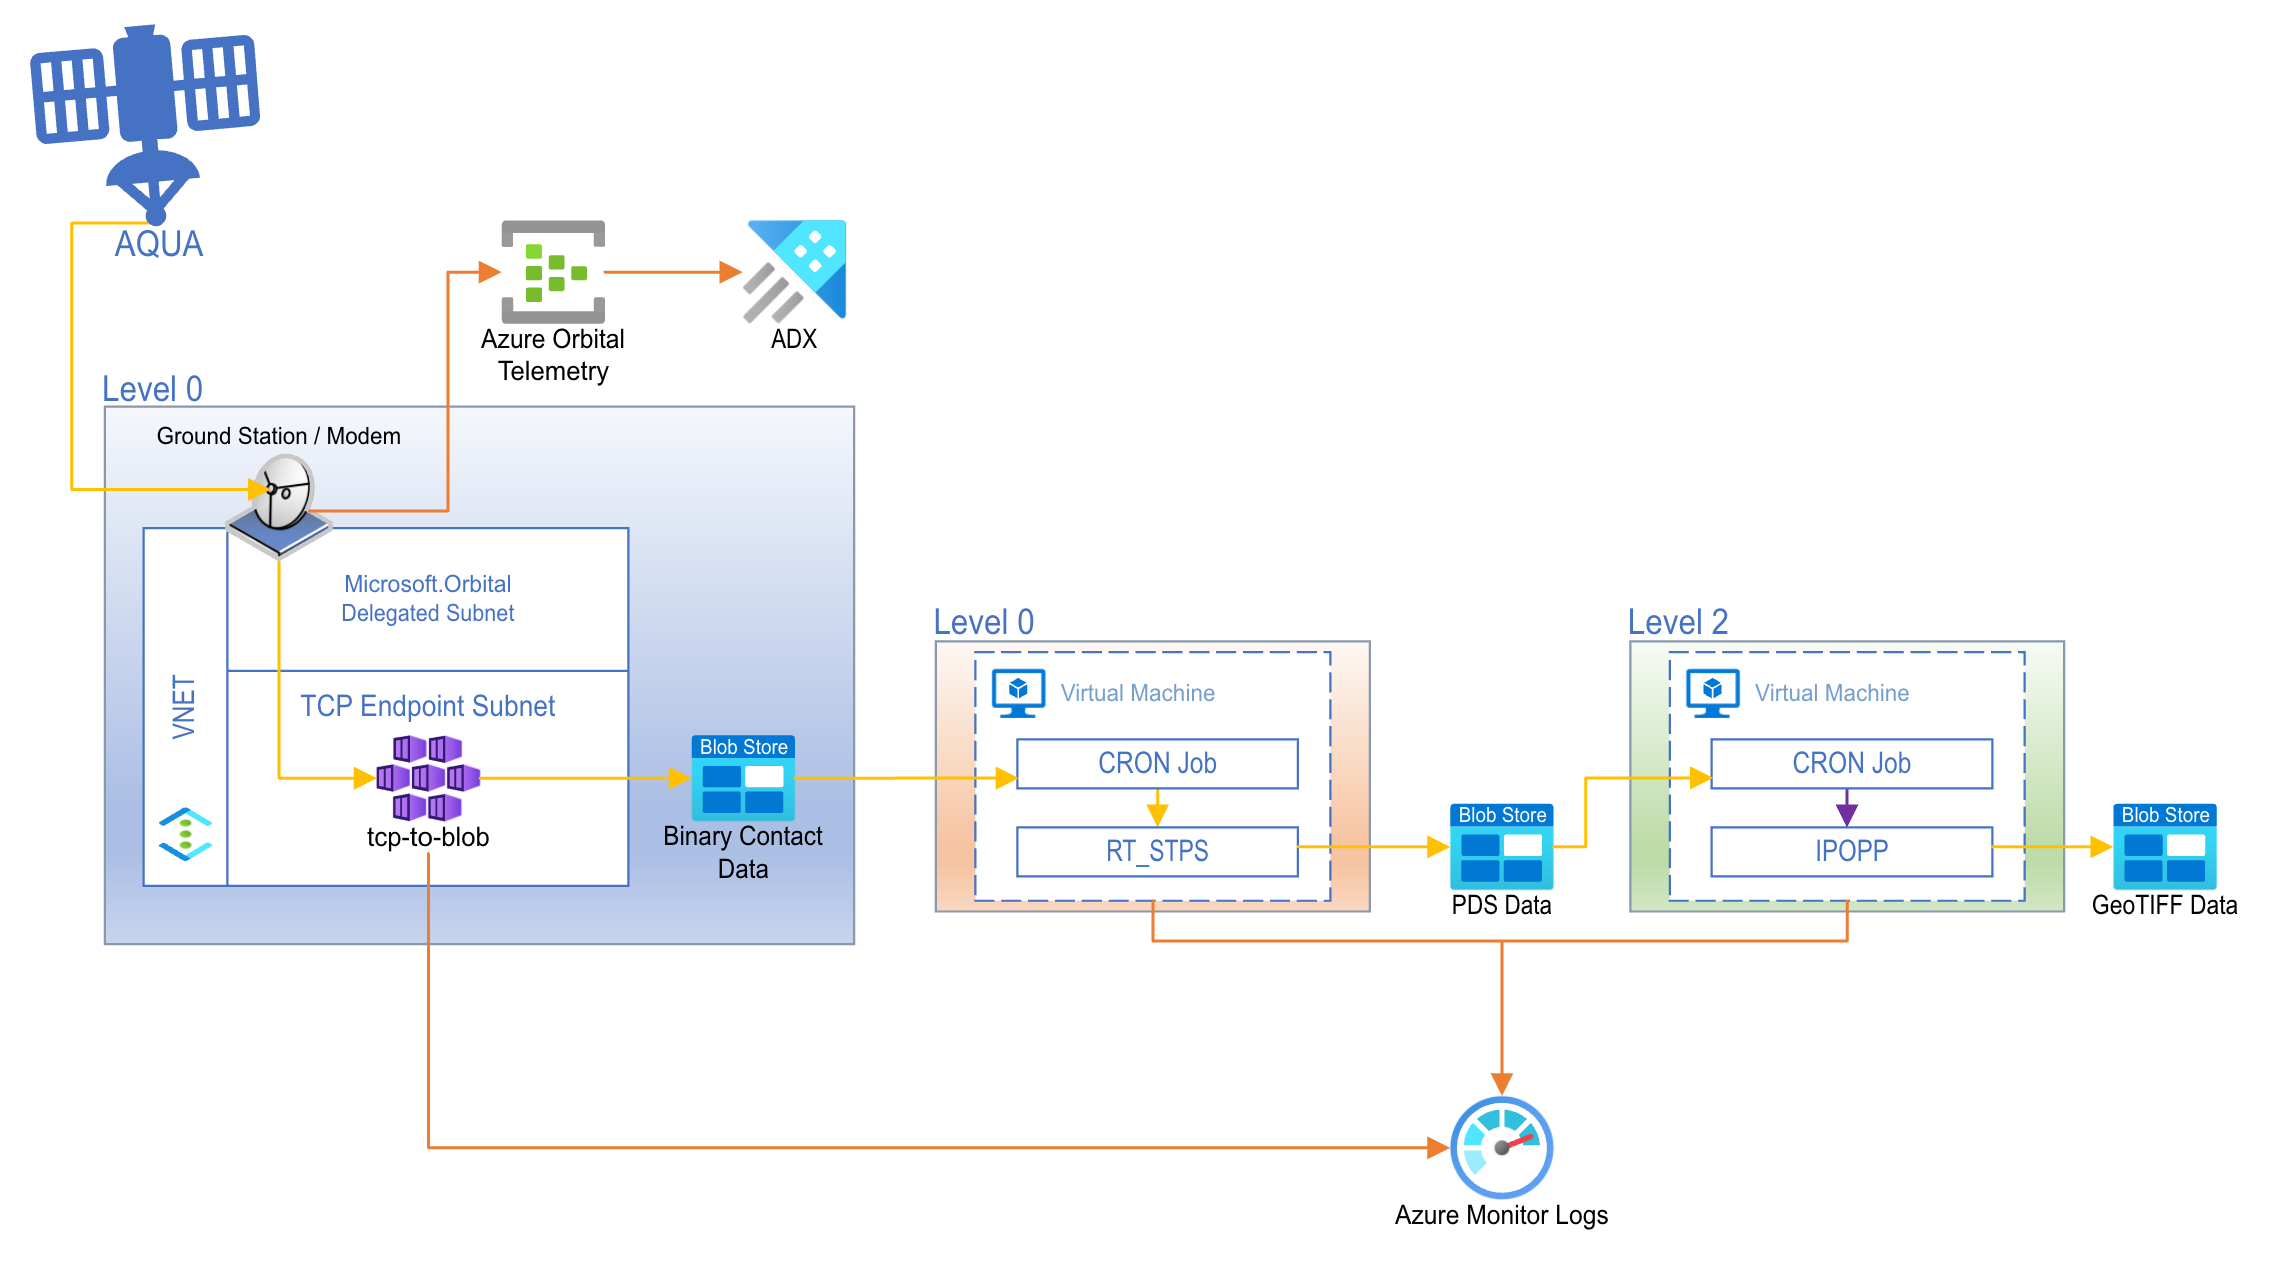 AQUA
Azure Orbital
Telemetry
ADX
Level 0
Ground Station / Modem
Microsoft.Orbital
Delegated Subnet
VNET
TCP Endpoint Subnet
tcp-to-blob
Blob Store
Binary Contact
Data
Level 0
Virtual Machine
CRON Job
RT_STPS
Blob Store
PDS Data
Level 2
Virtual Machine
CRON Job
IPOPP
Blob Store
GeoTIFF Data
Azure Monitor Logs